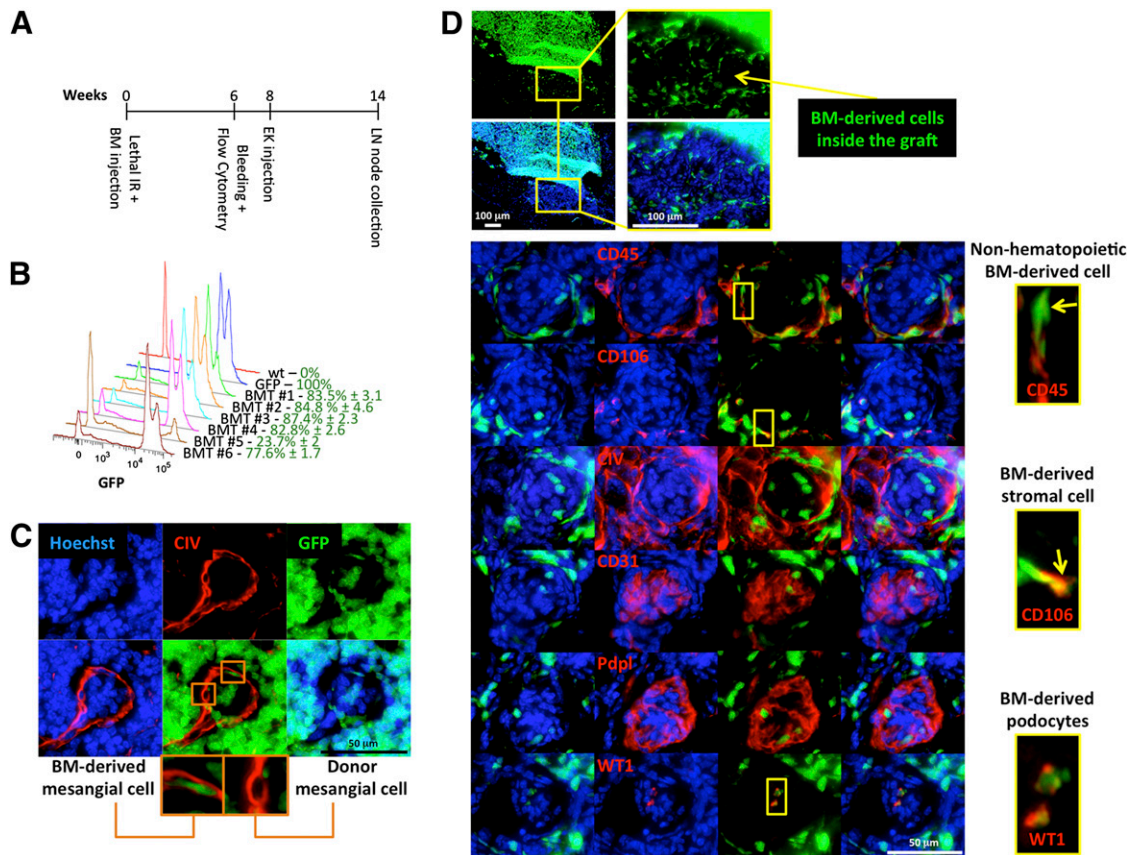 A
Weeks
0
6
8
14
BM injection
Lethal IR +
Flow Cytometry
Bleeding +
EK injection
LN node collection
B
wt – 0%
GFP – 100%
BMT #1 - 83.5% ± 3.1
BMT #2 - 84.8 % ± 4.6
BMT #3 - 87.4% ± 2.3
BMT #4 - 82.8% ± 2.6
BMT #5 - 23.7% ± 2
BMT #6 - 77.6% ± 1.7
0 10³ 10⁴ 10⁵
GFP
C
Hoechst
CIV
GFP
50 µm
BM-derived
mesangial cell
Donor
mesangial cell
D
BM-derived cells
inside the graft
100 µm
100 µm
CD45
CD106
CIV
CD31
Pdpl
WT1
50 µm
Non-hematopoietic
BM-derived cell
CD45
BM-derived
stromal cell
CD106
BM-derived
podocytes
WT1